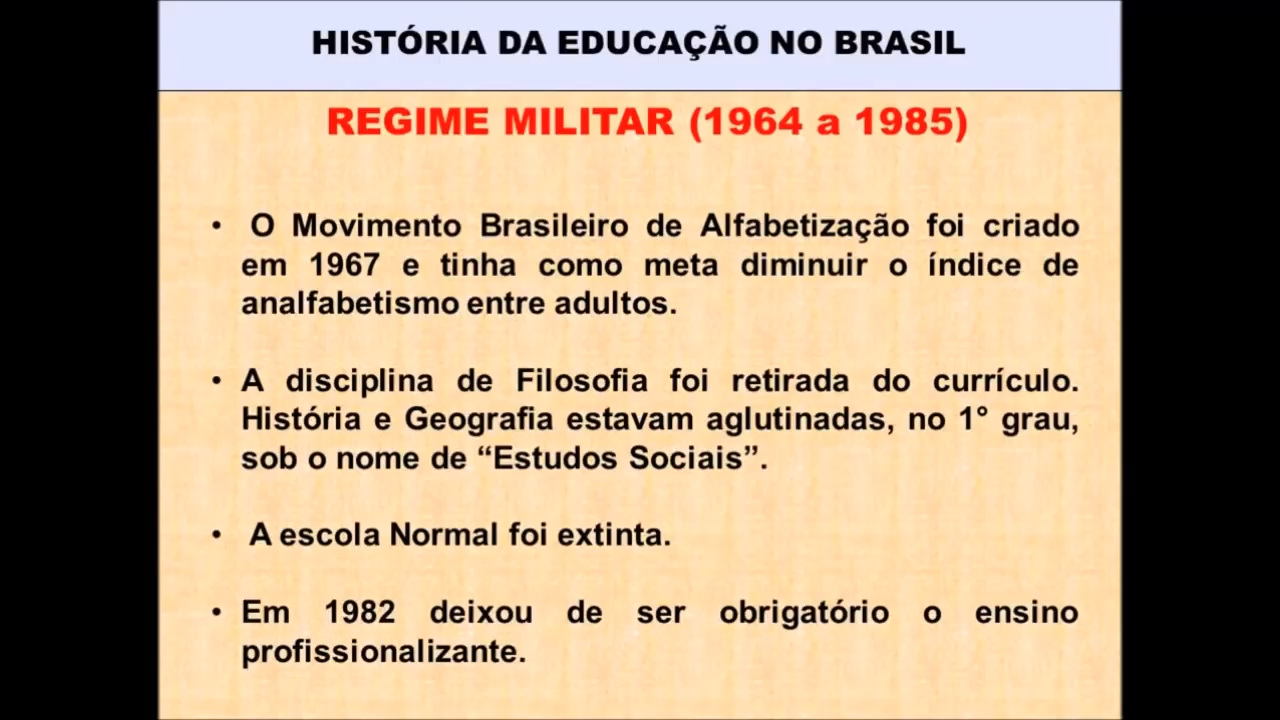 HISTÓRIA DA EDUCAÇÃO NO BRASIL
REGIME MILITAR (1964 a 1985)
• O Movimento Brasileiro de Alfabetização foi criado
em 1967 e tinha como meta diminuir o índice de
analfabetismo entre adultos.
• A disciplina de Filosofia foi retirada do currículo.
História e Geografia estavam aglutinadas, no 1° grau,
sob o nome de “Estudos Sociais”.
• A escola Normal foi extinta.
• Em 1982 deixou de ser obrigatório o ensino
profissionalizante.